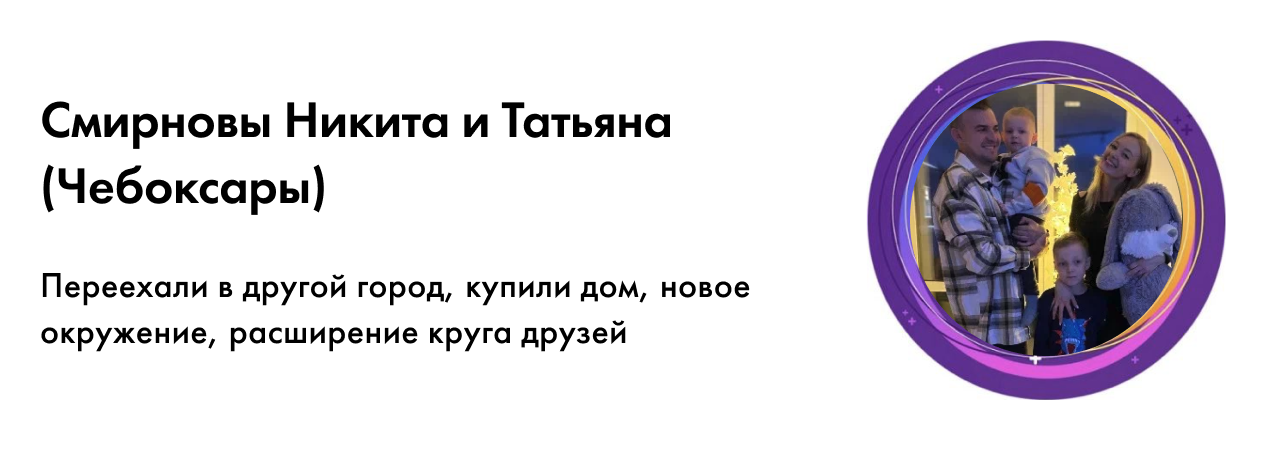 Смирновы Никита и Татьяна
(Чебоксары)
Переехали в другой город, купили дом, новое
окружение, расширение круга друзей